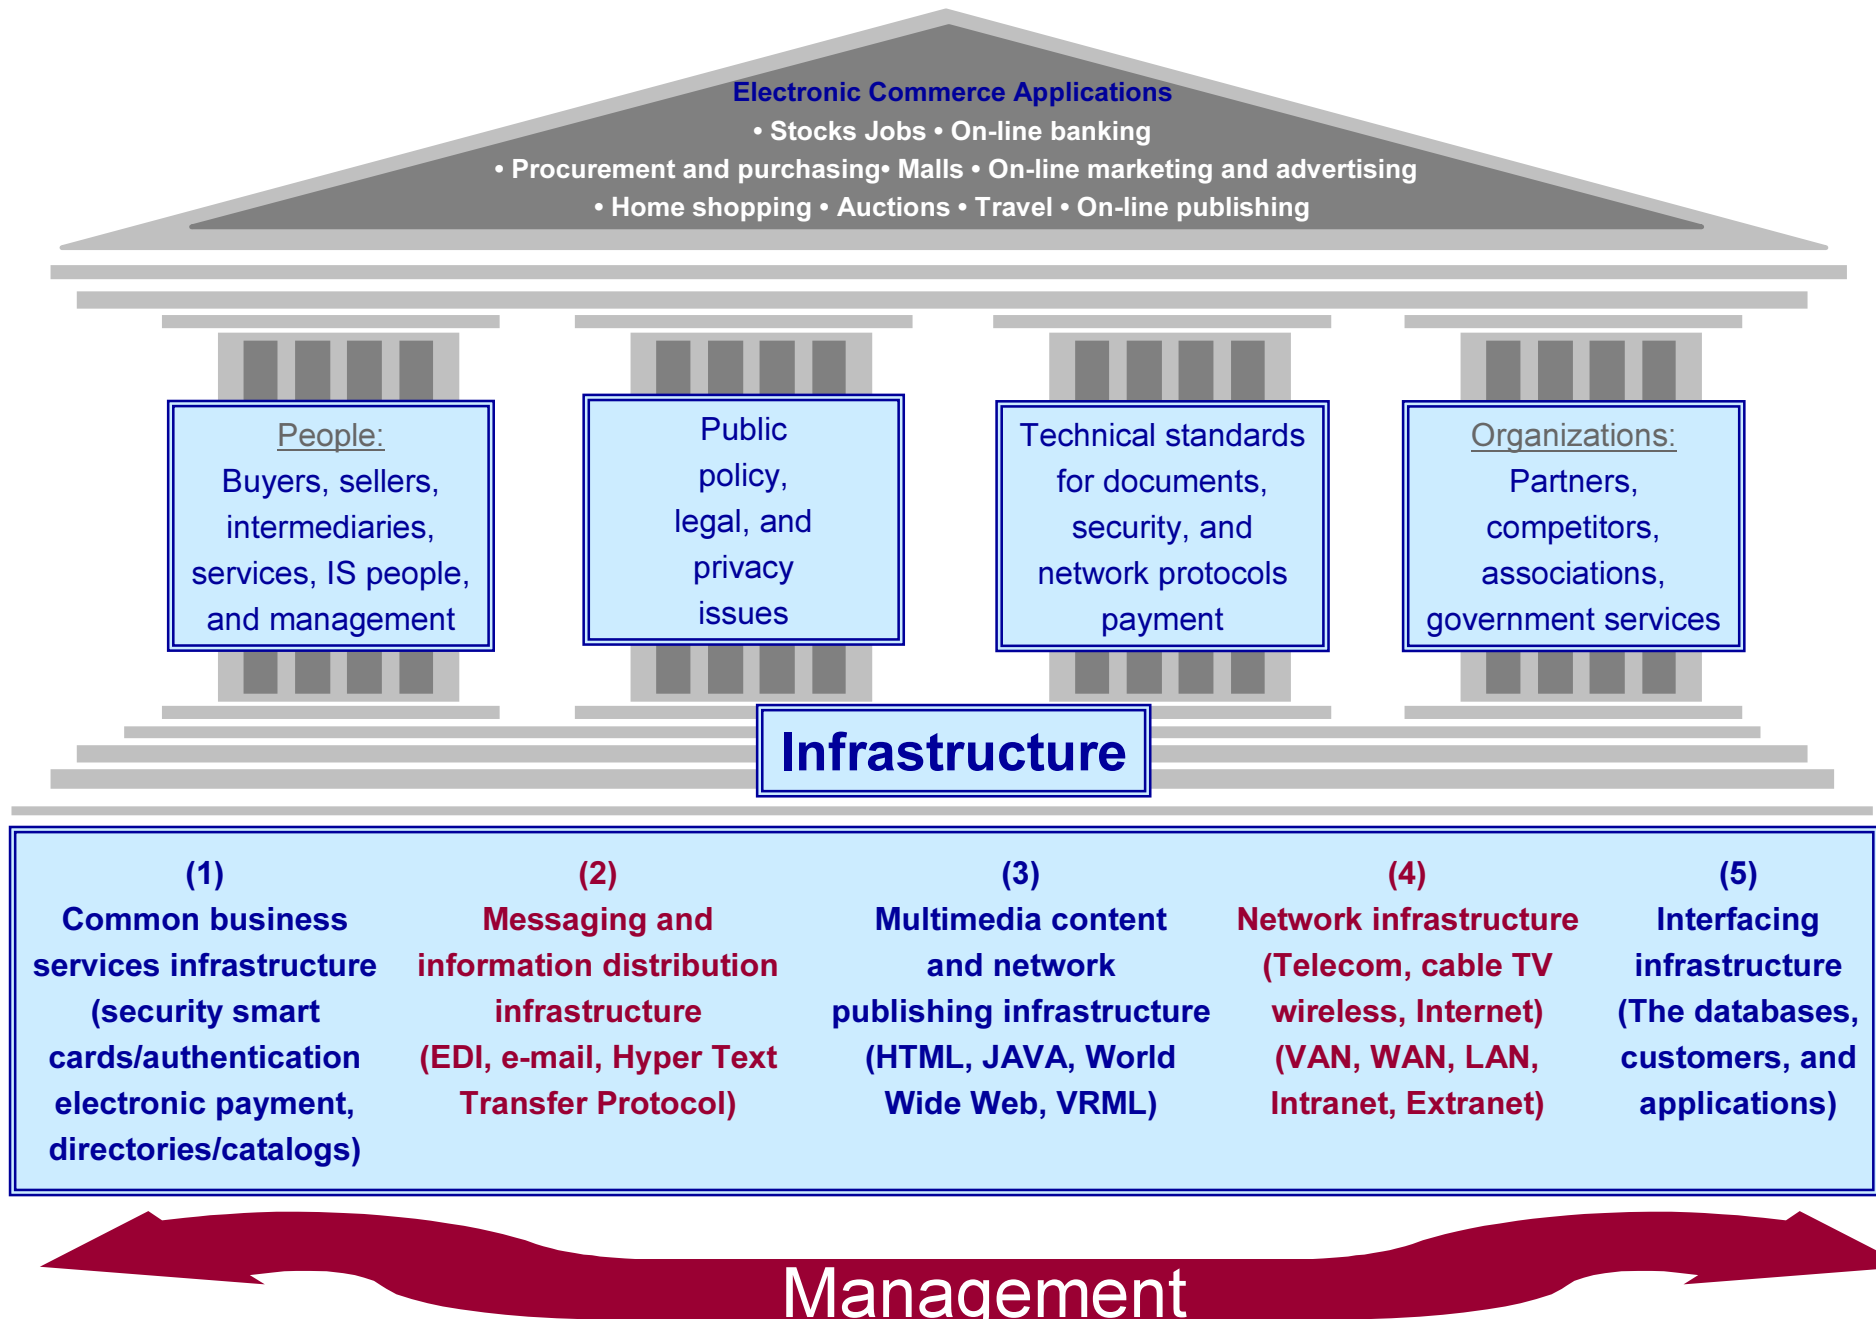 Electronic Commerce Applications
• Stocks Jobs • On-line banking
• Procurement and purchasing• Malls • On-line marketing and advertising
• Home shopping • Auctions • Travel • On-line publishing
People:
Buyers, sellers,
intermediaries,
services, IS people,
and management
Public
policy,
legal, and
privacy
issues
Technical standards
for documents,
security, and
network protocols
payment
Organizations:
Partners,
competitors,
associations,
government services
Infrastructure
(1)
Common business
services infrastructure
(security smart
cards/authentication
electronic payment,
directories/catalogs)
(2)
Messaging and
information distribution
infrastructure
(EDI, e-mail, Hyper Text
Transfer Protocol)
(3)
Multimedia content
and network
publishing infrastructure
(HTML, JAVA, World
Wide Web, VRML)
(4)
Network infrastructure
(Telecom, cable TV
wireless, Internet)
(VAN, WAN, LAN,
Intranet, Extranet)
(5)
Interfacing
infrastructure
(The databases,
customers, and
applications)
Management